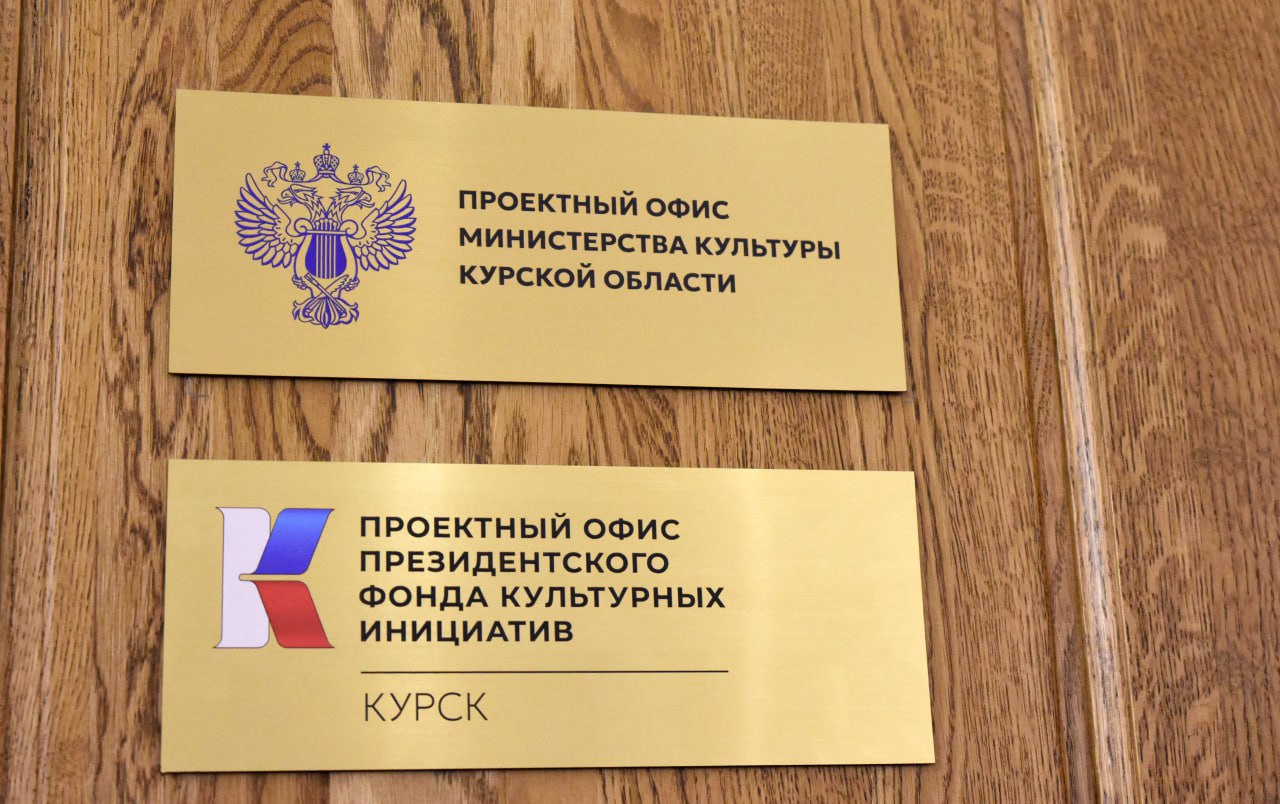 ПРОЕКТНЫЙ ОФИС
МИНИСТЕРСТВА КУЛЬТУРЫ
КУРСКОЙ ОБЛАСТИ
ПРОЕКТНЫЙ ОФИС
ПРЕЗИДЕНТСКОГО
ФОНДА КУЛЬТУРНЫХ
ИНИЦИАТИВ
КУРСК